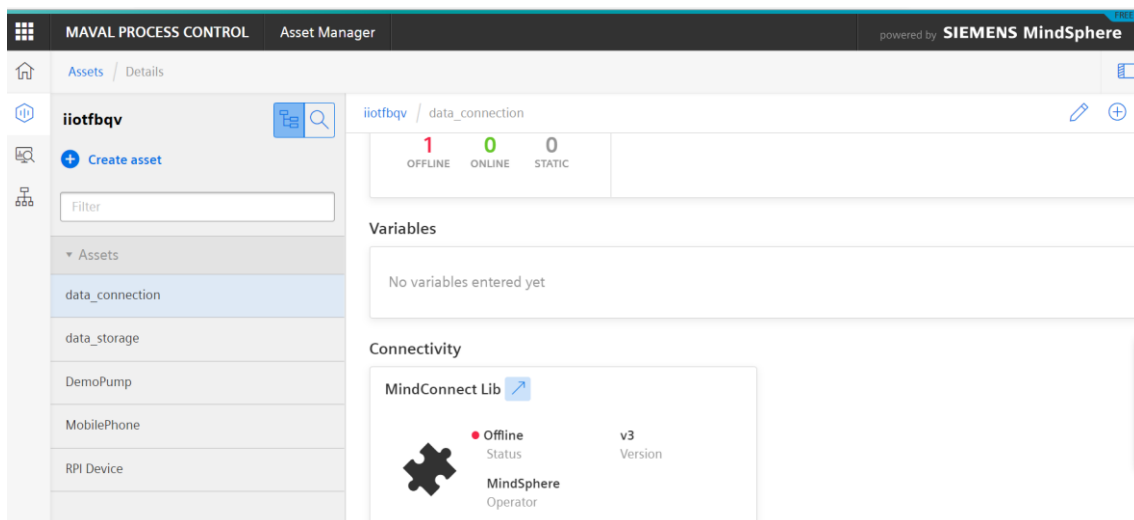 FREE
MAVAL PROCESS CONTROL Asset Manager powered by SIEMENS MindSphere
Assets / Details
iiotfbqv
Create asset
Filter
Assets
data_connection
data_storage
DemoPump
MobilePhone
RPI Device
iiotfbqv / data_connection
1 0 0
OFFLINE ONLINE STATIC
Variables
No variables entered yet
Connectivity
MindConnect Lib
Offline v3
Status Version
MindSphere
Operator